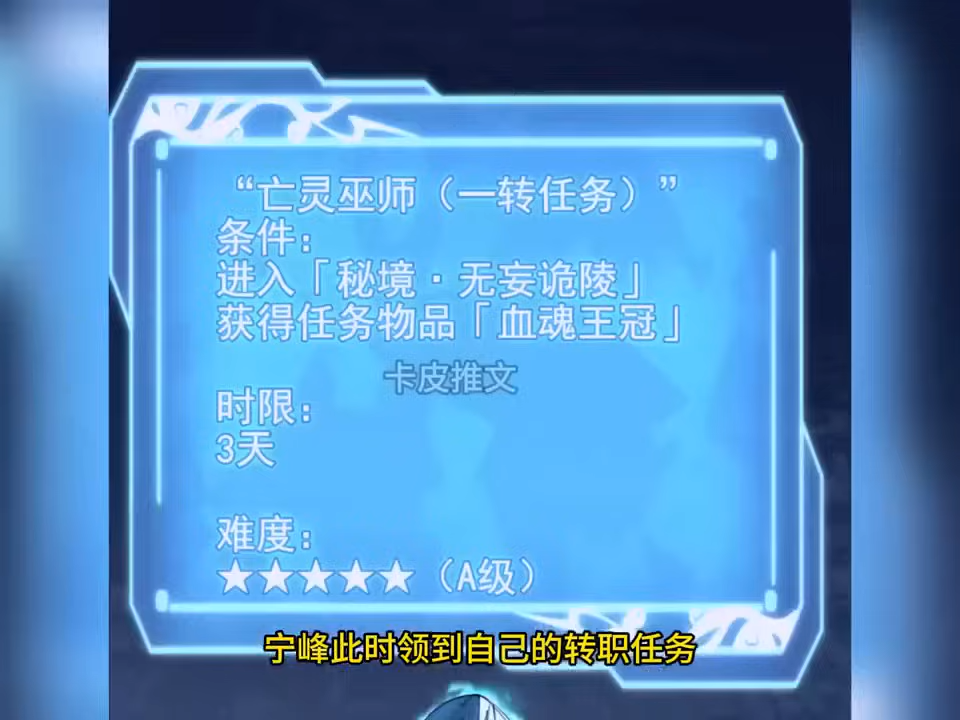 “亡灵巫师（一转任务）”
条件：
进入「秘境·无妄诡陵」
获得任务物品「血魂王冠」
卡皮推文
时限：
3天
难度：
★★★★★（A级）
宁峰此时领到自己的转职任务